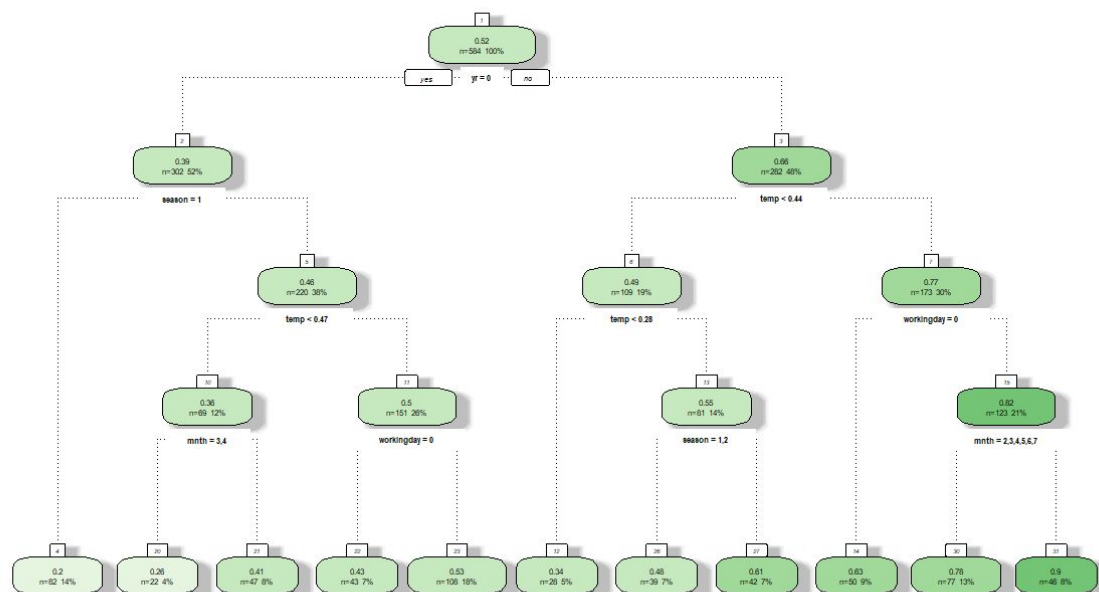 1
0.52
n=584 100%
yes yr = 0 no
2
0.39
n=302 52%
season = 1
3
0.66
n=282 48%
temp < 0.44
5
0.46
n=220 38%
temp < 0.47
6
0.49
n=109 19%
temp < 0.28
7
0.77
n=173 30%
workingday = 0
10
0.36
n=69 12%
mnth = 3,4
11
0.5
n=151 26%
workingday = 0
13
0.55
n=81 14%
season = 1,2
15
0.82
n=123 21%
mnth = 2,3,4,5,6,7
4
0.2
n=82 14%
20
0.26
n=22 4%
21
0.41
n=47 8%
22
0.43
n=43 7%
23
0.53
n=108 18%
12
0.34
n=28 5%
26
0.48
n=39 7%
27
0.61
n=42 7%
14
0.63
n=50 9%
30
0.78
n=77 13%
31
0.9
n=46 8%